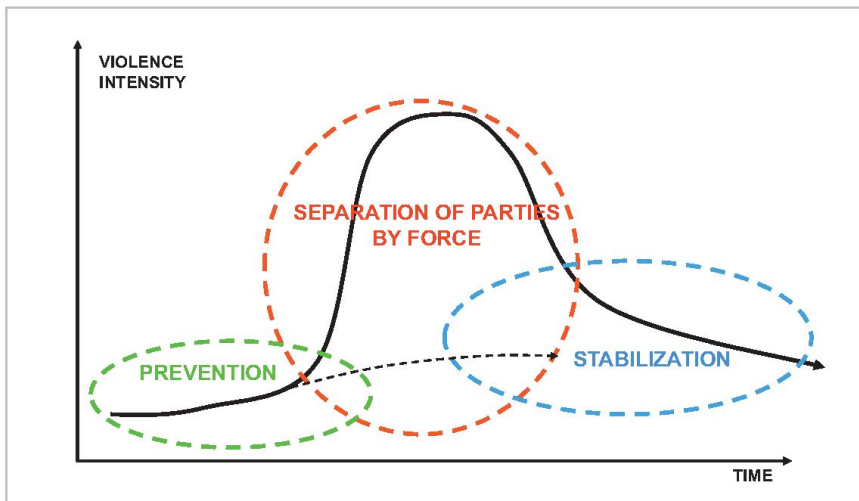 VIOLENCE
INTENSITY
SEPARATION OF PARTIES
BY FORCE
PREVENTION
STABILIZATION
TIME